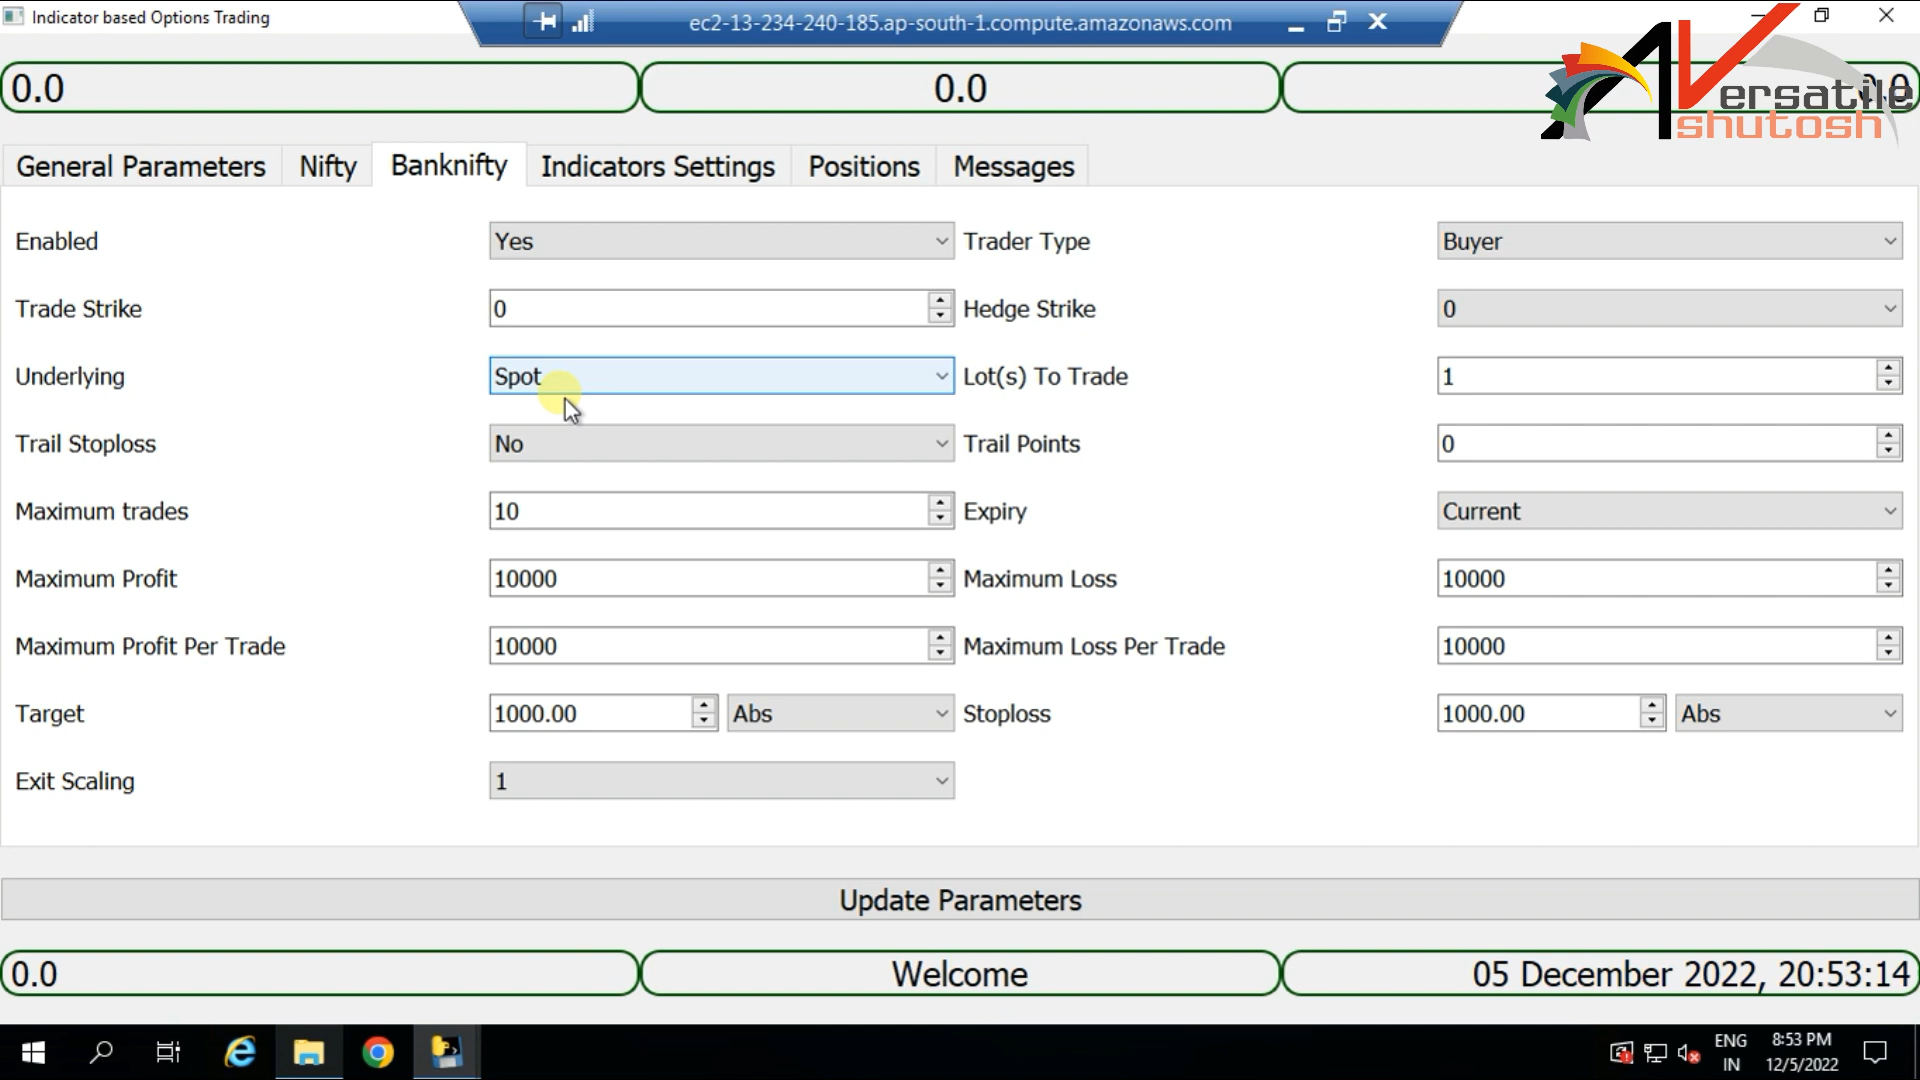 Indicator based Options Trading
ec2-13-234-240-185.ap-south-1.compute.amazonaws.com
0.0
0.0
0.0
AVersatile
Ashutosh
General Parameters
Nifty
Banknifty
Indicators Settings
Positions
Messages
Enabled
Yes
Trader Type
Buyer
Trade Strike
0
Hedge Strike
0
Underlying
Spot
Lot(s) To Trade
1
Trail Stoploss
No
Trail Points
0
Maximum trades
10
Expiry
Current
Maximum Profit
10000
Maximum Loss
10000
Maximum Profit Per Trade
10000
Maximum Loss Per Trade
10000
Target
1000.00
Abs
Stoploss
1000.00
Abs
Exit Scaling
1
Update Parameters
0.0
Welcome
05 December 2022, 20:53:14
ENG
IN
8:53 PM
12/5/2022